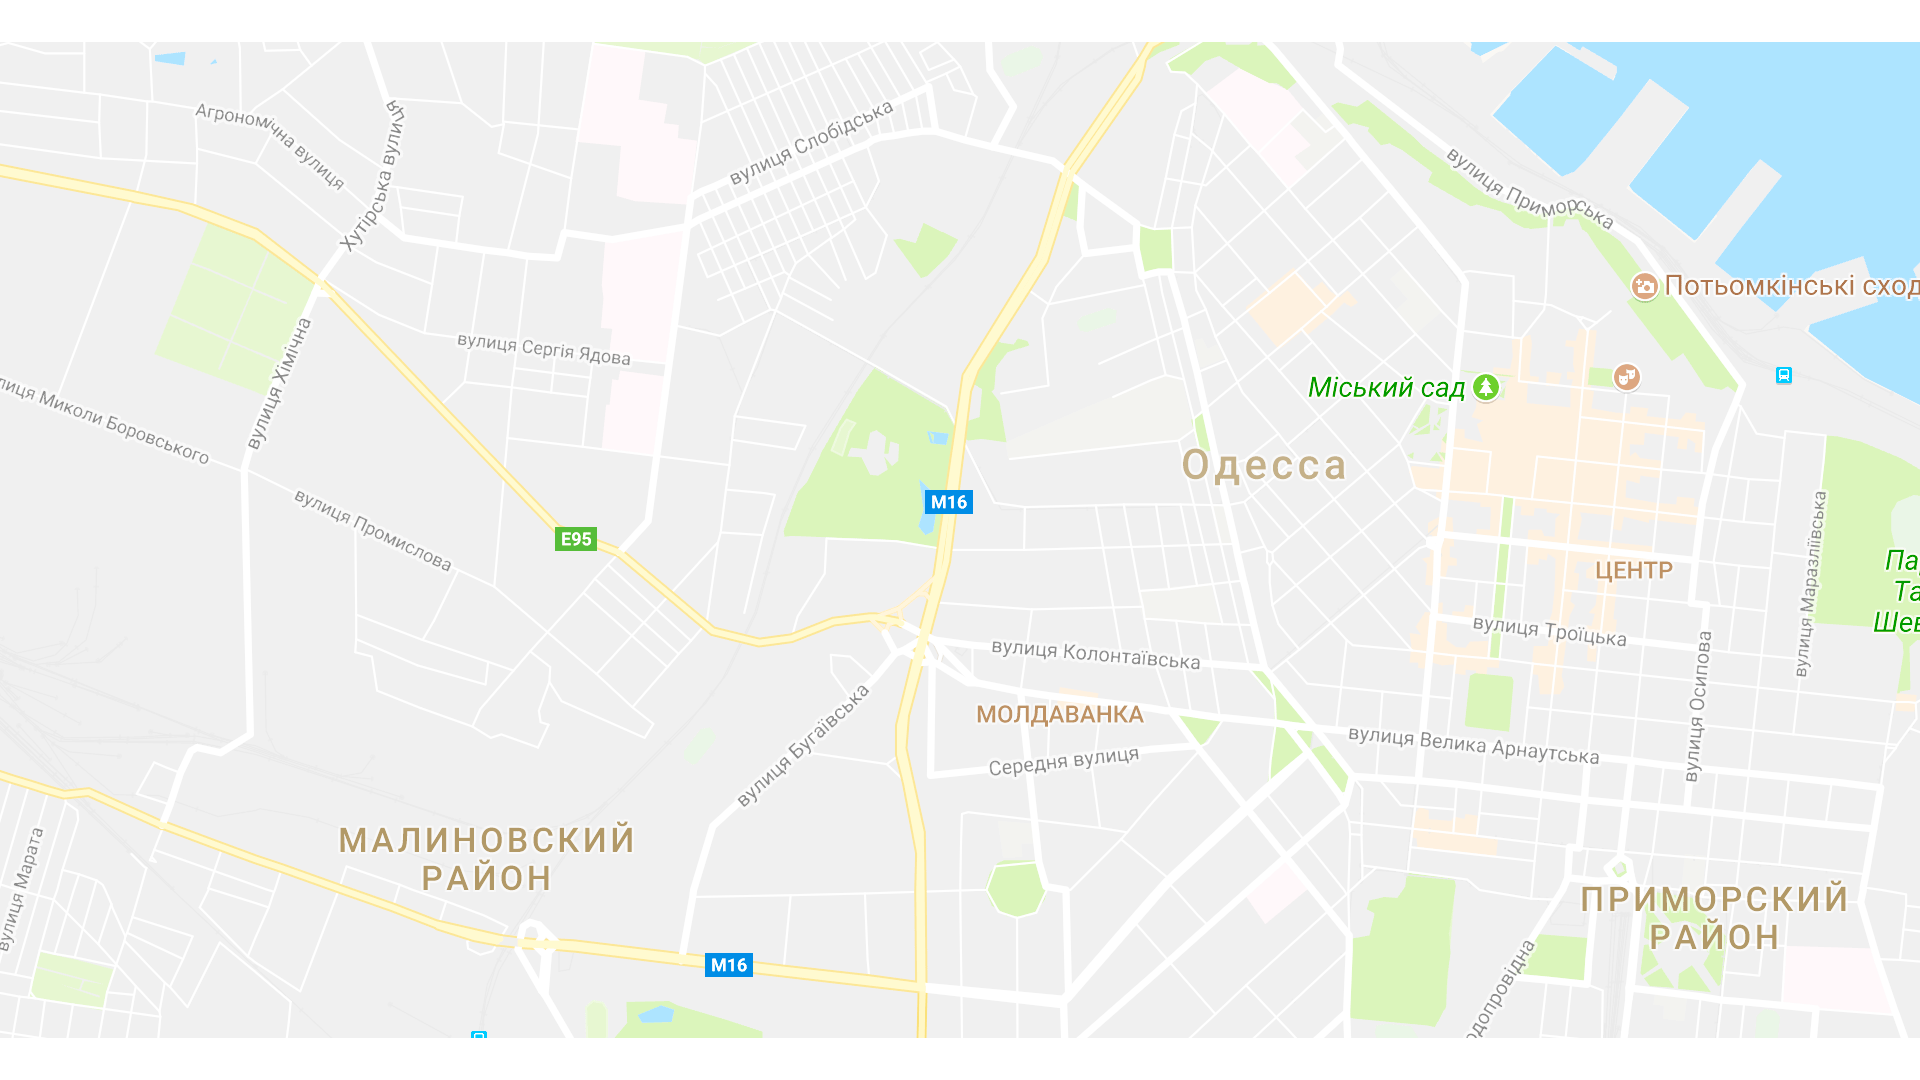 Агрономічна вулиця
Хутірська вулиця
вулиця Слобідська
вулиця Приморська
Потьомкінські сход
вулиця Хімічна
вулиця Сергія Ядова
Міський сад
лиця Миколи Боровського
Одесса
вулиця Промислова
М16
Е95
ЦЕНТР
вулиця Маразліївська
Па
Та
Шев
вулиця Троїцька
вулиця Колонтаївська
вулиця Осипова
вулиця Бугаївська
МОЛДАВАНКА
вулиця Велика Арнаутська
Середня вулиця
МАЛИНОВСКИЙ
РАЙОН
вулиця Марата
ПРИМОРСКИЙ
РАЙОН
М16
одопровідна